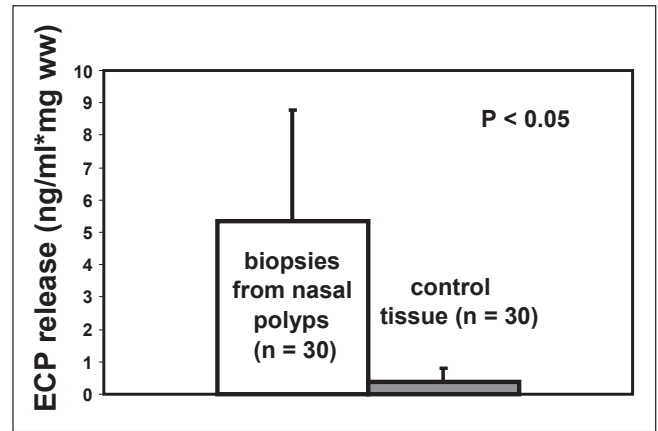 ECP release (ng/ml*mg ww)
10
9
8
7
6
5
4
3
2
1
0
P < 0.05
biopsies
from nasal
polyps
(n = 30)
control
tissue (n = 30)